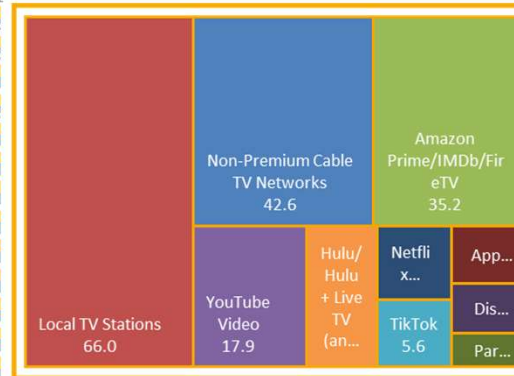 Local TV Stations
66.0
Non-Premium Cable
TV Networks
42.6
Amazon
Prime/IMDb/Fir
eTV
35.2
YouTube
Video
17.9
Hulu/
Hulu
+ Live
TV
(an...
Netfli
x...
TikTok
5.6
App...
Dis...
Par...